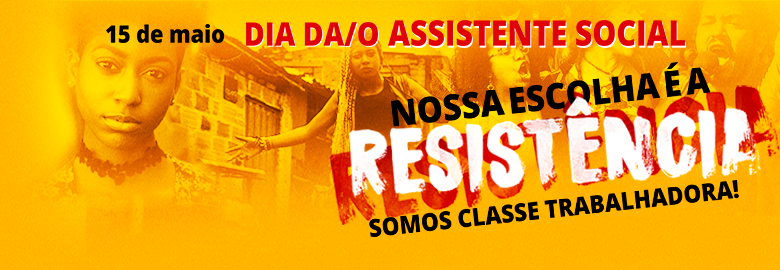 15 de maio DIA DA/O ASSISTENTE SOCIAL
NOSSA ESCOLHA É A
RESISTÊNCIA
SOMOS CLASSE TRABALHADORA!